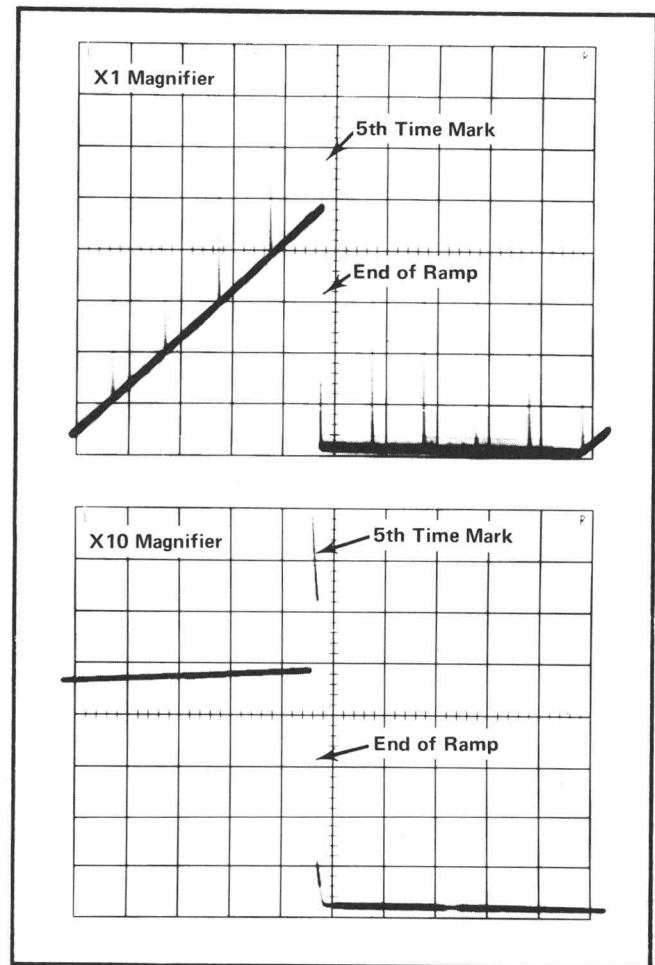 X1 Magnifier
5th Time Mark
End of Ramp
X10 Magnifier
5th Time Mark
End of Ramp